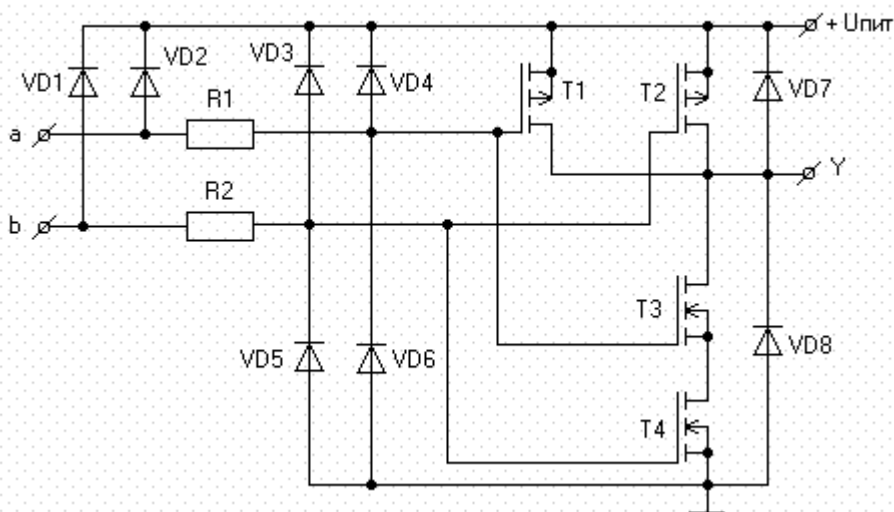 + Uпит
VD1
VD2
VD3
VD4
T1
T2
VD7
R1
a
Y
R2
b
T3
VD5
VD6
VD8
T4